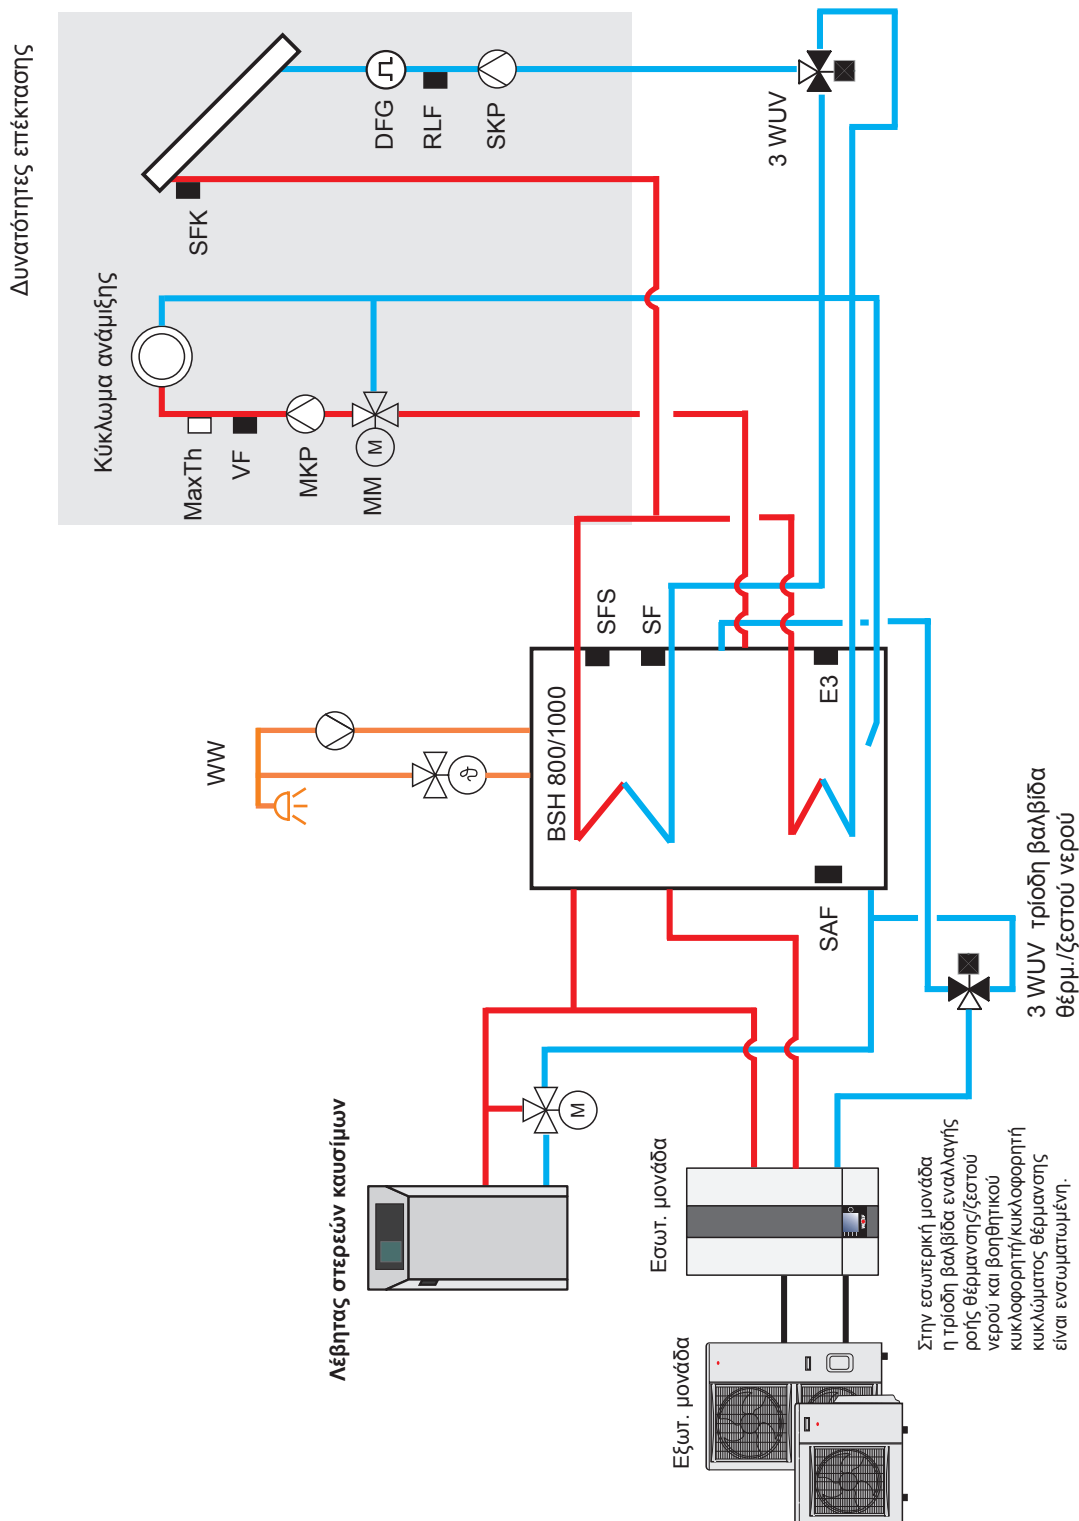 Δυνατότητες επέκτασης
Κύκλωμα ανάμιξης
MaxTh
VF
MKP
MM
M
SFK
DFG
RLF
SKP
3 WUV
WW
ϑ
BSH 800/1000
SFS
SF
E3
SAF
Λέβητας στερεών καυσίμων
M
Εσωτ. μονάδα
Εξωτ. μονάδα
3 WUV τρίοδη βαλβίδα
θέρμ./ζεστού νερού
Στην εσωτερική μονάδα
η τρίοδη βαλβίδα εναλλαγής
ροής θέρμανσης/ζεστού
νερού και βοηθητικού
κυκλοφορητή/κυκλοφορητή
κυκλώματος θέρμανσης
είναι ενσωματωμένη.